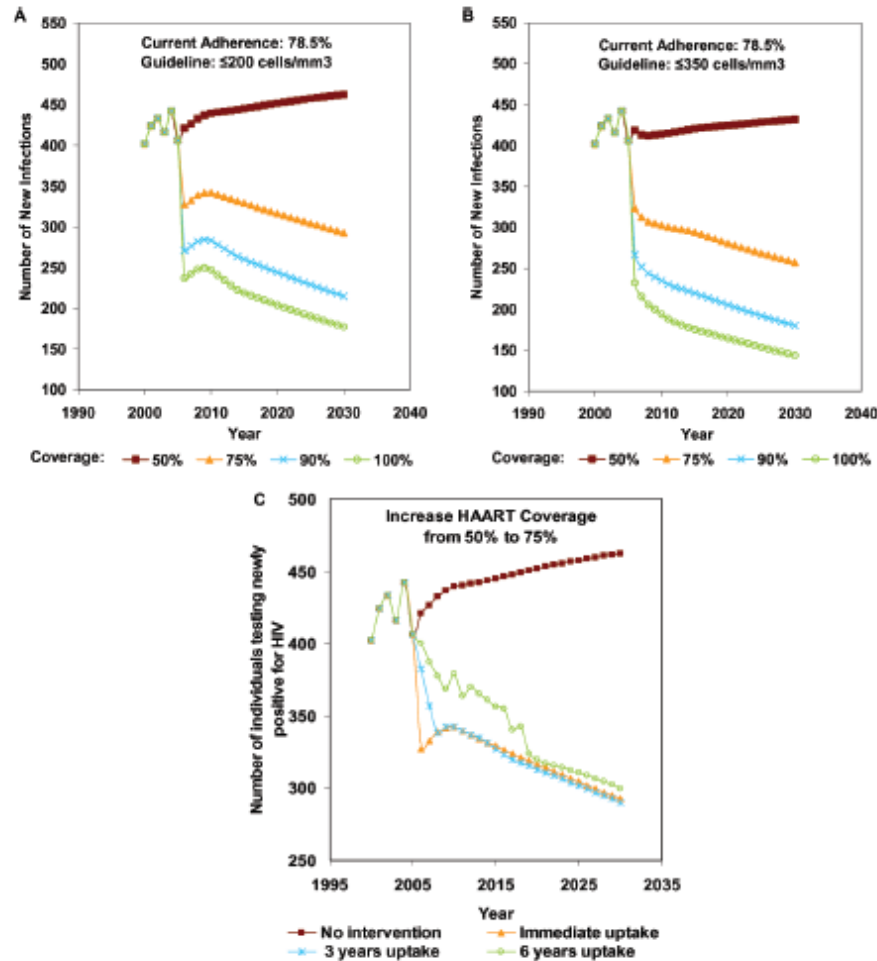 A
Current Adherence: 78.5%
Guideline: ≤200 cells/mm3
Number of New Infections
550
500
450
400
350
300
250
200
150
100
1990 2000 2010 2020 2030 2040
Year
Coverage: 50% 75% 90% 100%
B
Current Adherence: 78.5%
Guideline: ≤350 cells/mm3
Number of New Infections
550
500
450
400
350
300
250
200
150
100
1990 2000 2010 2020 2030 2040
Year
Coverage: 50% 75% 90% 100%
C
Increase HAART Coverage
from 50% to 75%
Number of individuals testing newly
positive for HIV
500
450
400
350
300
250
1995 2005 2015 2025 2035
Year
No intervention Immediate uptake
3 years uptake 6 years uptake